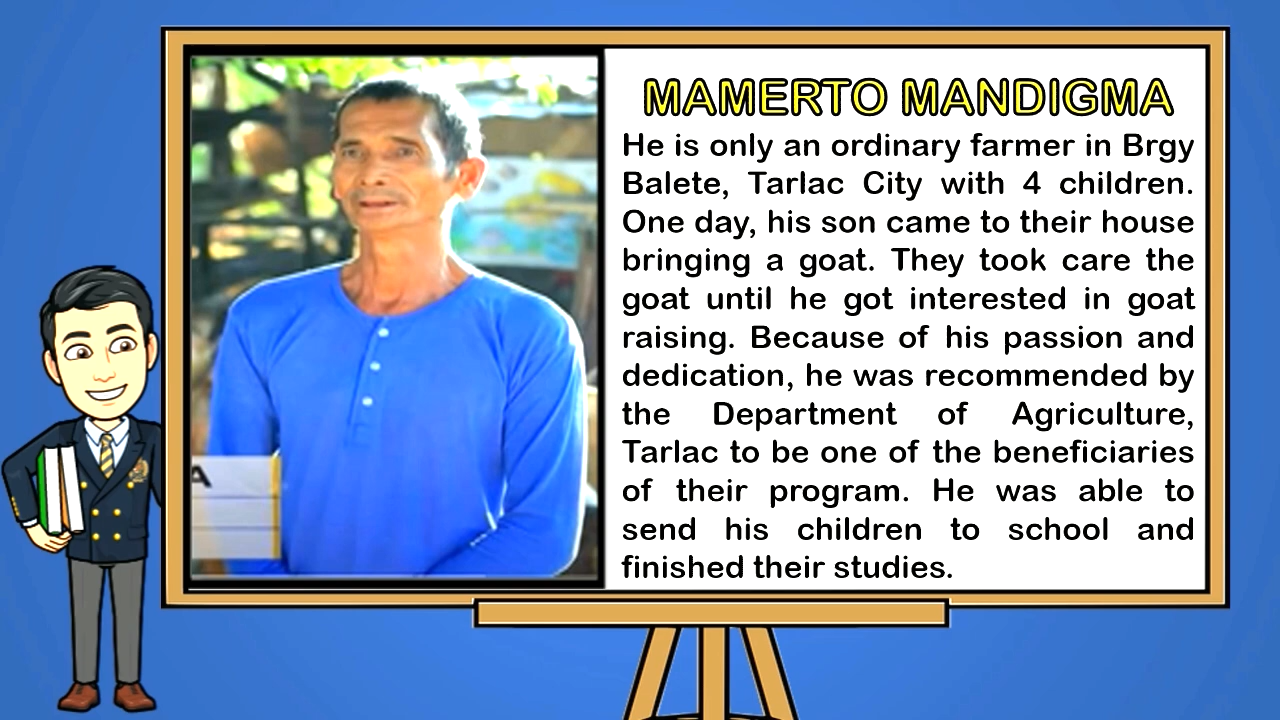 MAMERTO MANDIGMA
He is only an ordinary farmer in Brgy
Balete, Tarlac City with 4 children.
One day, his son came to their house
bringing a goat. They took care the
goat until he got interested in goat
raising. Because of his passion and
dedication, he was recommended by
the Department of Agriculture,
Tarlac to be one of the beneficiaries
of their program. He was able to
send his children to school and
finished their studies.
A